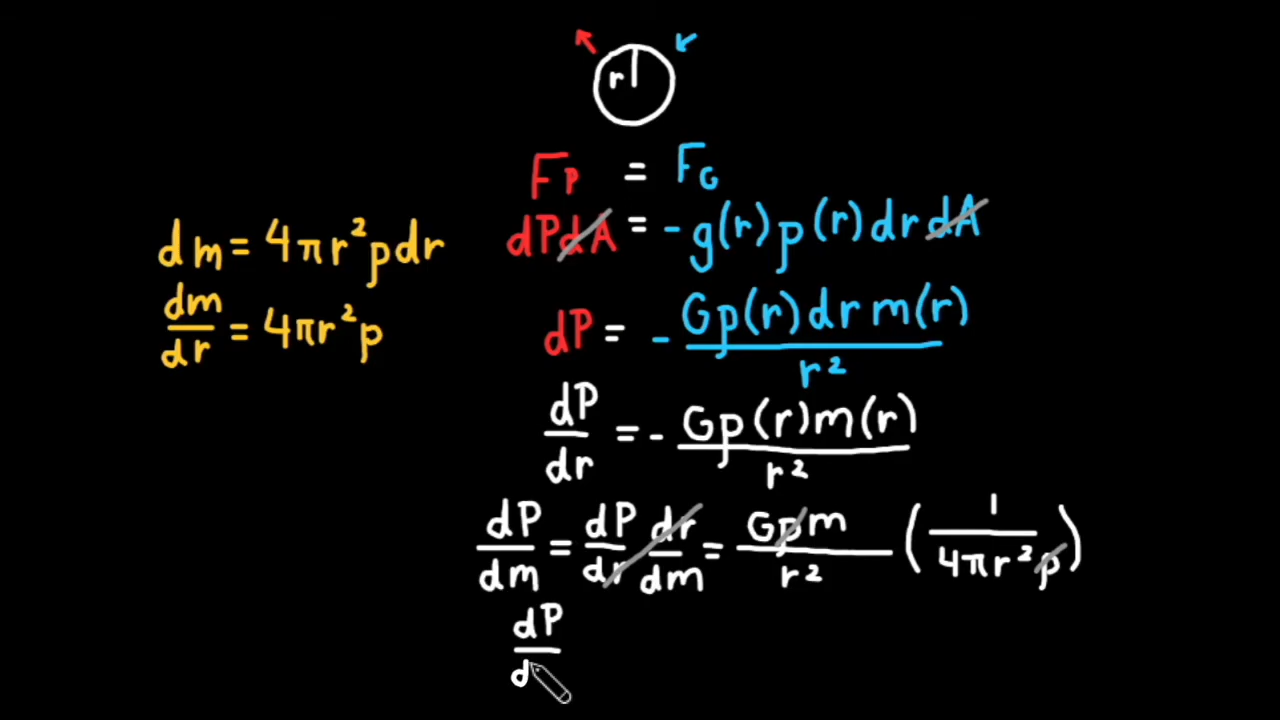 r
Fp = FG
dPdA = -g(r)p(r)drdA
dm = 4πr²pdr
dm/dr = 4πr²p
dP = - Gp(r)dr m(r)/r²
dP/dr = - Gp(r)m(r)/r²
dP/dm = dP/dr dr/dm = Gpm/r² (1/4πr²p)
dP/d